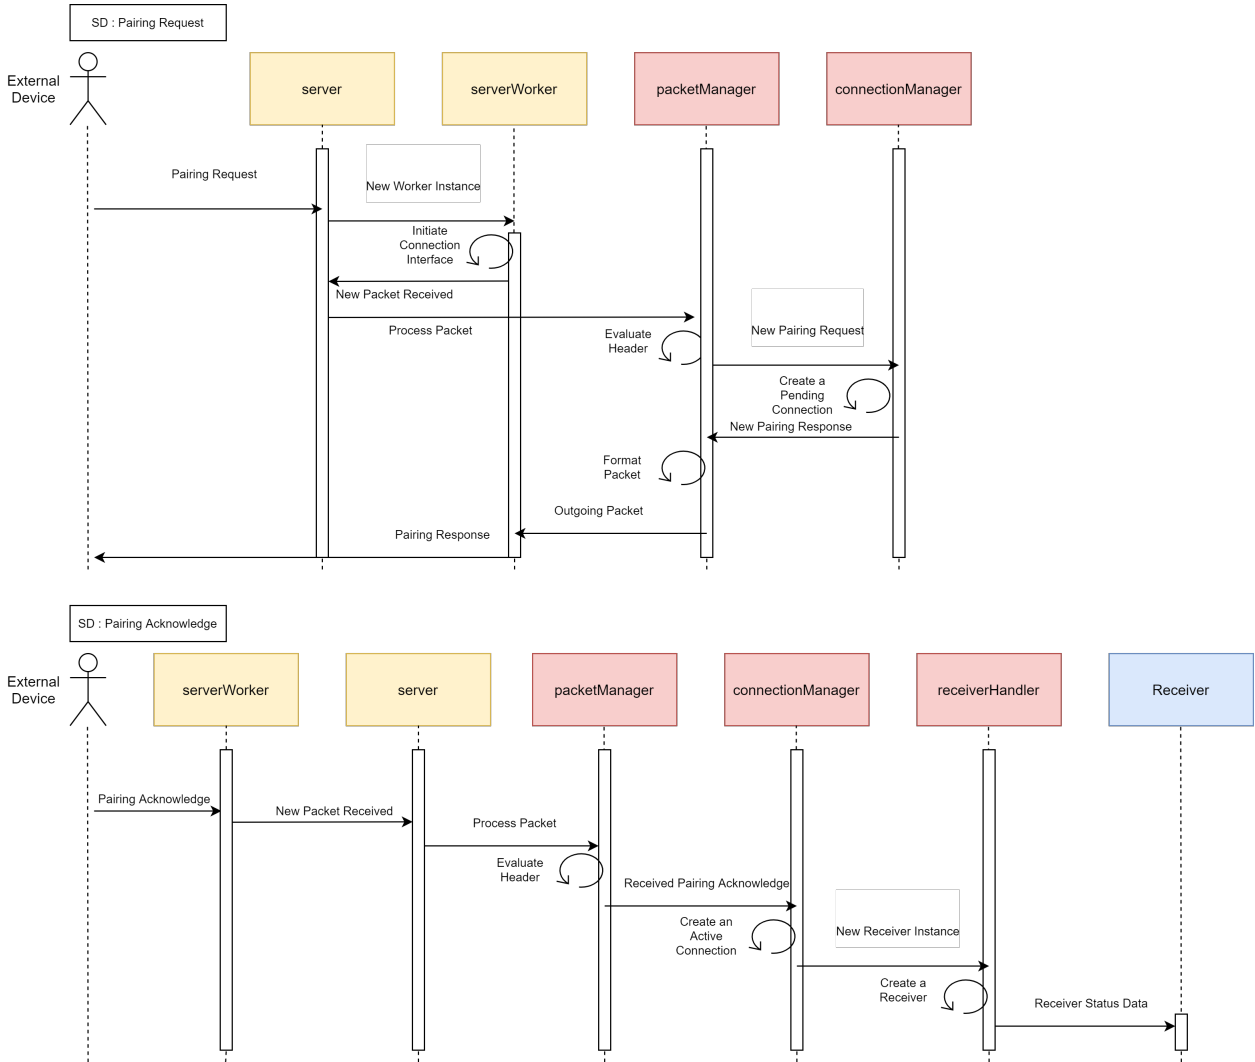 SD : Pairing Request
External
Device
server
serverWorker
packetManager
connectionManager
Pairing Request
New Worker Instance
Initiate
Connection
Interface
New Packet Received
Process Packet
Evaluate
Header
New Pairing Request
Create a
Pending
Connection
New Pairing Response
Format
Packet
Outgoing Packet
Pairing Response
SD : Pairing Acknowledge
External
Device
serverWorker
server
packetManager
connectionManager
receiverHandler
Receiver
Pairing Acknowledge
New Packet Received
Process Packet
Evaluate
Header
Received Pairing Acknowledge
Create an
Active
Connection
New Receiver Instance
Create a
Receiver
Receiver Status Data